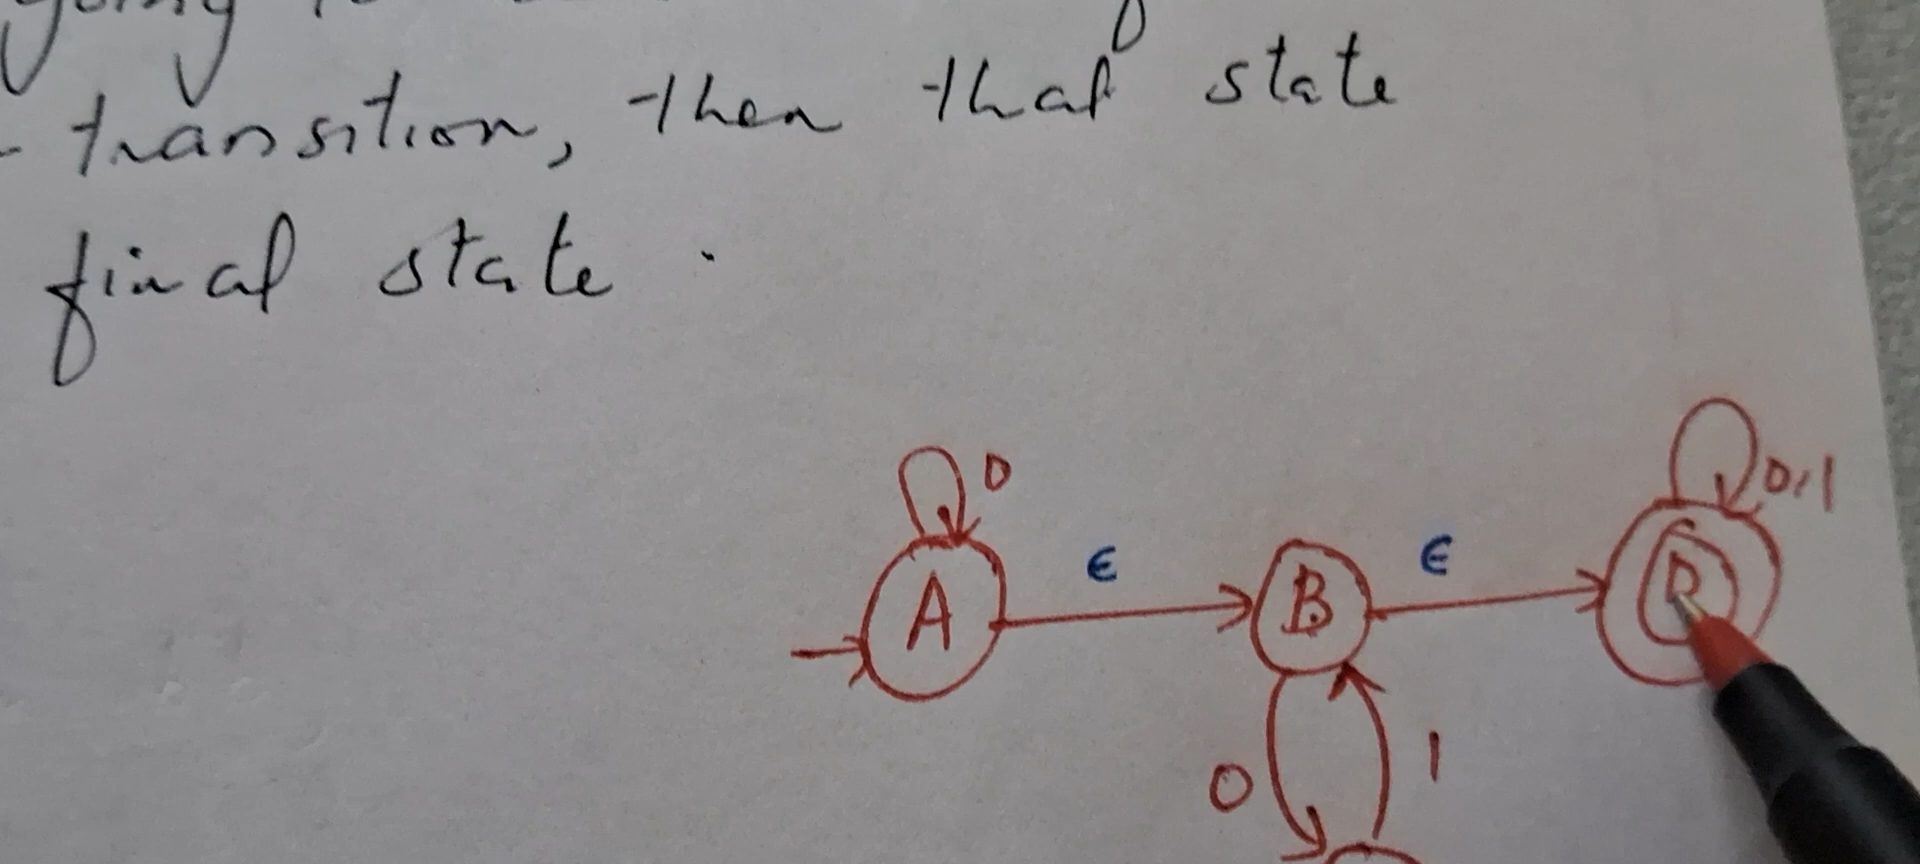 - transition, then that state
final state .
0
0,1
ϵ
ϵ
A
B
D
0
1